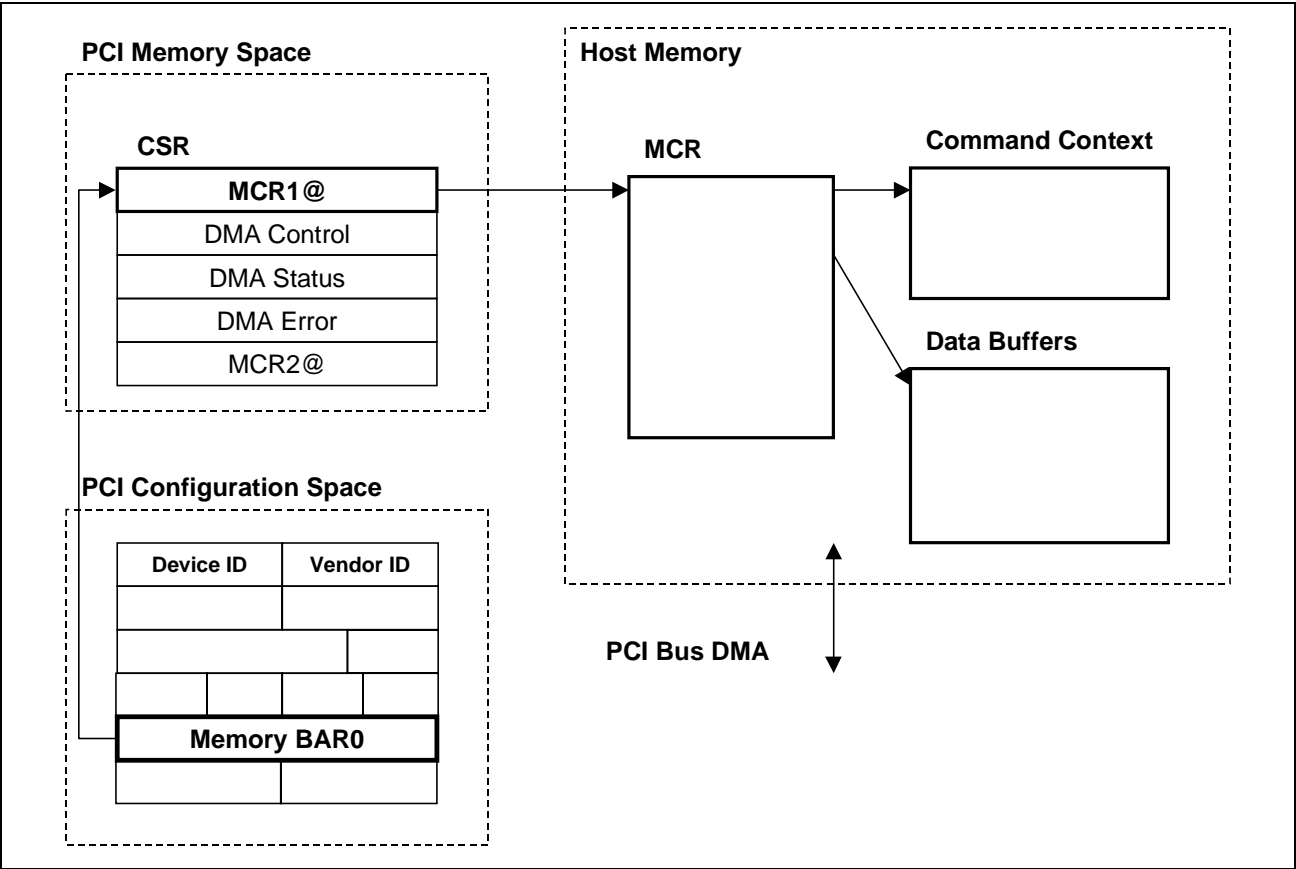 PCI Memory Space
CSR
MCR1@
DMA Control
DMA Status
DMA Error
MCR2@
Host Memory
MCR
Command Context
Data Buffers
PCI Configuration Space
Device ID Vendor ID
Memory BAR0
PCI Bus DMA